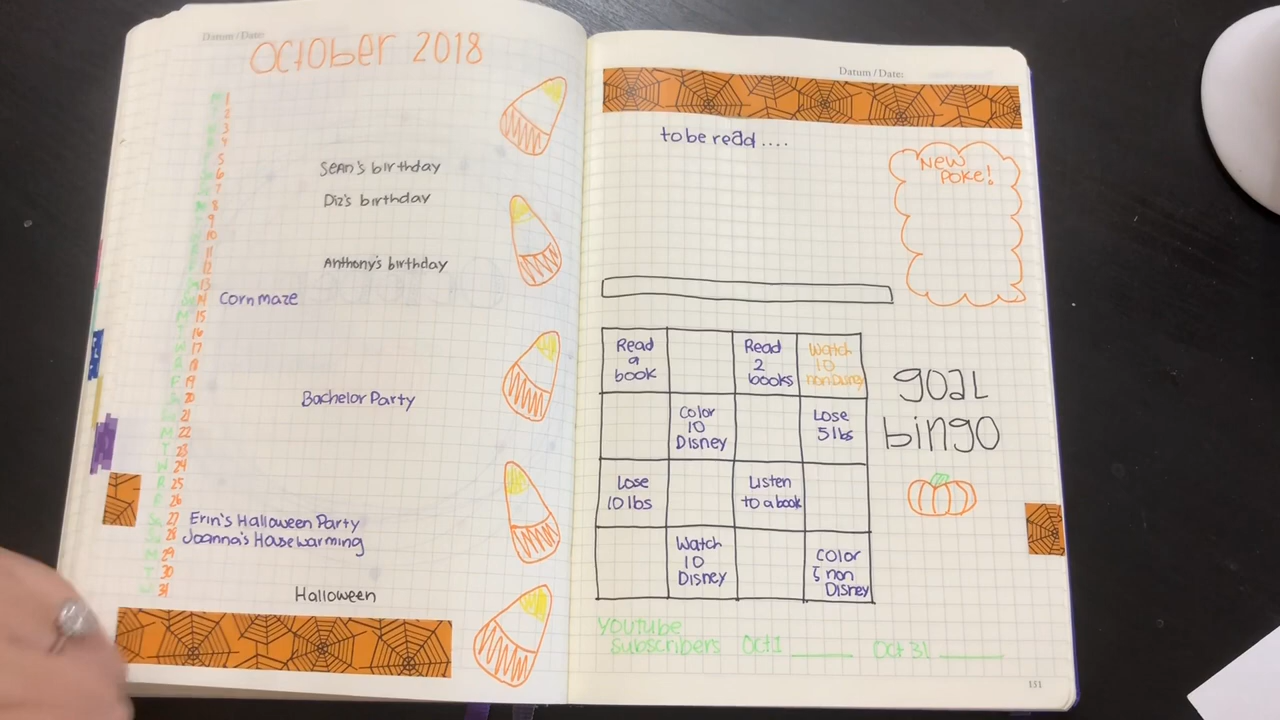 Datum / Date:
October 2018
M 1
2
3
4
5
6
Sean's birthday
7
8
Diz's birthday
9
10
11
12
Anthony's birthday
13
14 Corn maze
M 15
16
17
18
19
20
Bachelor Party
21
M 22
T 23
W 24
R 25
F 26
27 Erin's Halloween Party
28 Joanna's Housewarming
29
T 30
31
Halloween
Datum / Date:
to be read ....
New
Poke!
Read
a
book
Read
2
books
Watch
10
non Disney
Color
10
Disney
Lose
5 lbs
Lose
10 lbs
Listen
to a book
Watch
10
Disney
Color
5 non
Disney
goal
bingo
Youtube
Subscribers Oct 1 ______ Oct 31 ______
151